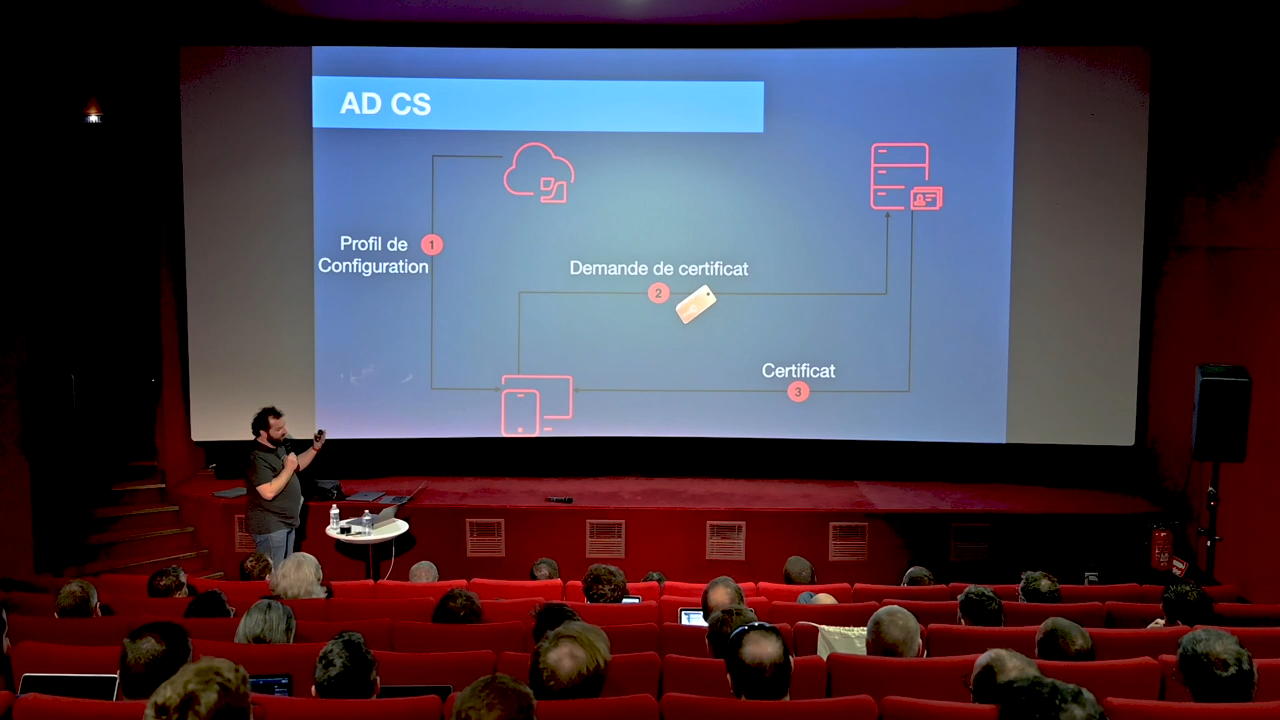 AD CS
Profil de
Configuration
1
Demande de certificat
2
Certificat
3